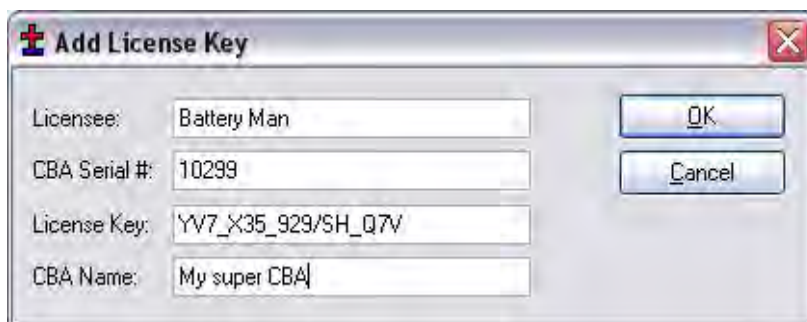 Add License Key
Licensee: Battery Man OK
CBA Serial #: 10299 Cancel
License Key: YV7_X35_929/SH_Q7V
CBA Name: My super CBA